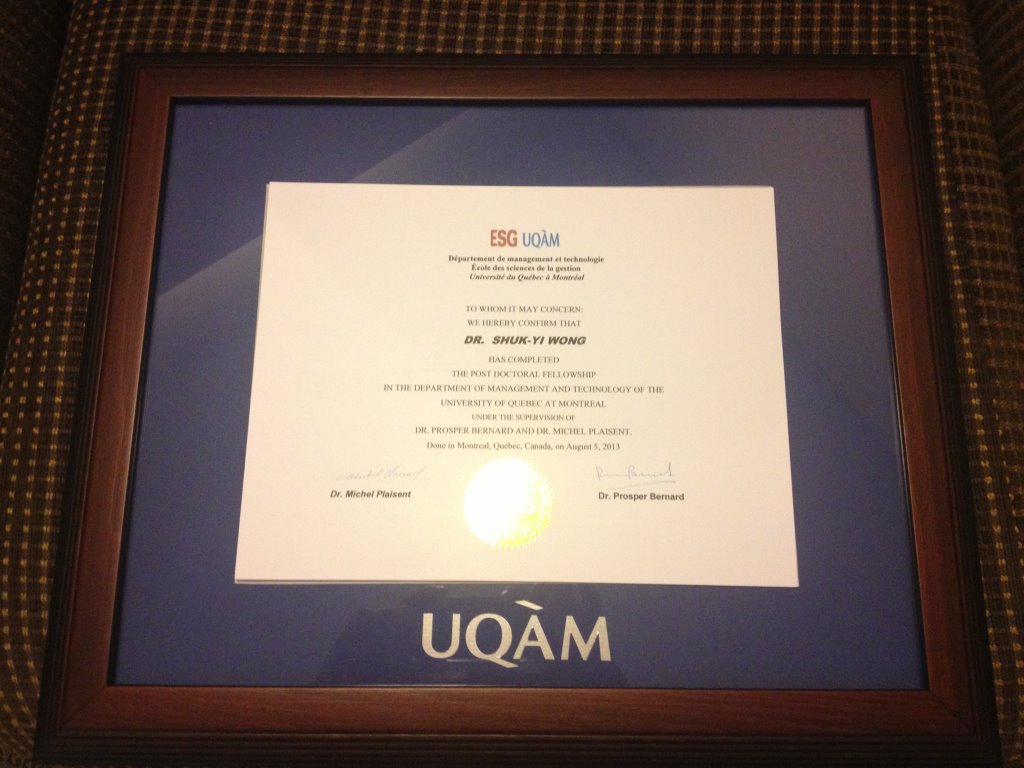 ESG UQÀM
Département de management et technologie
École des sciences de la gestion
Université du Québec à Montréal
TO WHOM IT MAY CONCERN:
WE HEREBY CONFIRM THAT
DR. SHUK-YI WONG
HAS COMPLETED
THE POST DOCTORAL FELLOWSHIP
IN THE DEPARTMENT OF MANAGEMENT AND TECHNOLOGY OF THE
UNIVERSITY OF QUEBEC AT MONTREAL
UNDER THE SUPERVISION OF
DR. PROSPER BERNARD AND DR. MICHEL PLAISENT.
Done in Montreal, Québec, Canada, on August 5, 2013
Dr. Michel Plaisent
Dr. Prosper Bernard
UQÀM